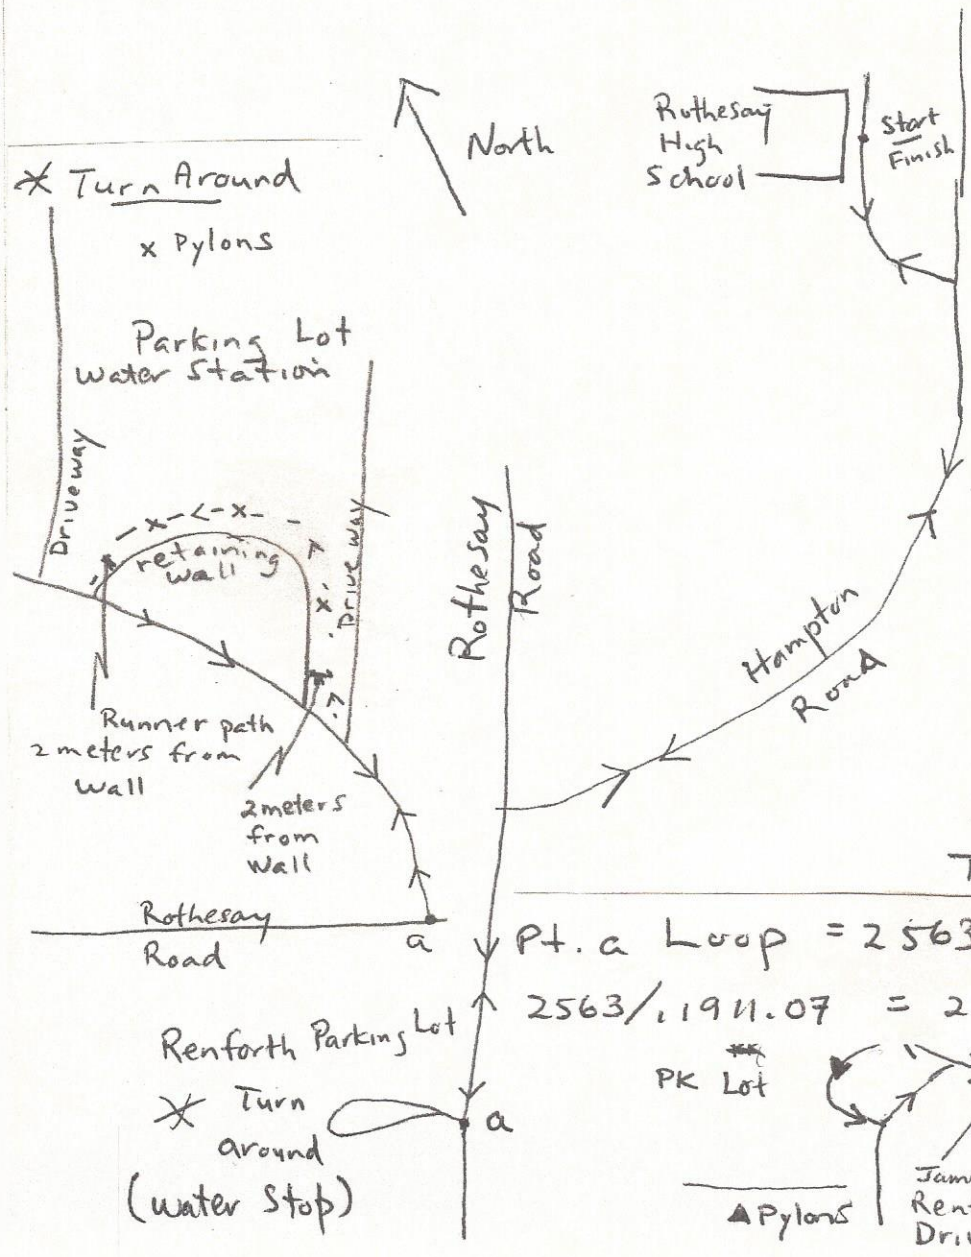 North
Rothesay
High
School
Start
Finish
* Turn Around
x Pylons
Parking Lot
Water Station
Driveway
retaining
wall
Driveway
Rothesay
Road
Hampton
Road
Runner path
2 meters from
wall
2 meters
from
wall
Rothesay
Road
a
Pt. a Loop = 2563
2563/.1911.07 = 2
Renforth Parking Lot
* Turn
around
(water Stop)
a
PK Lot
▲ Pylons